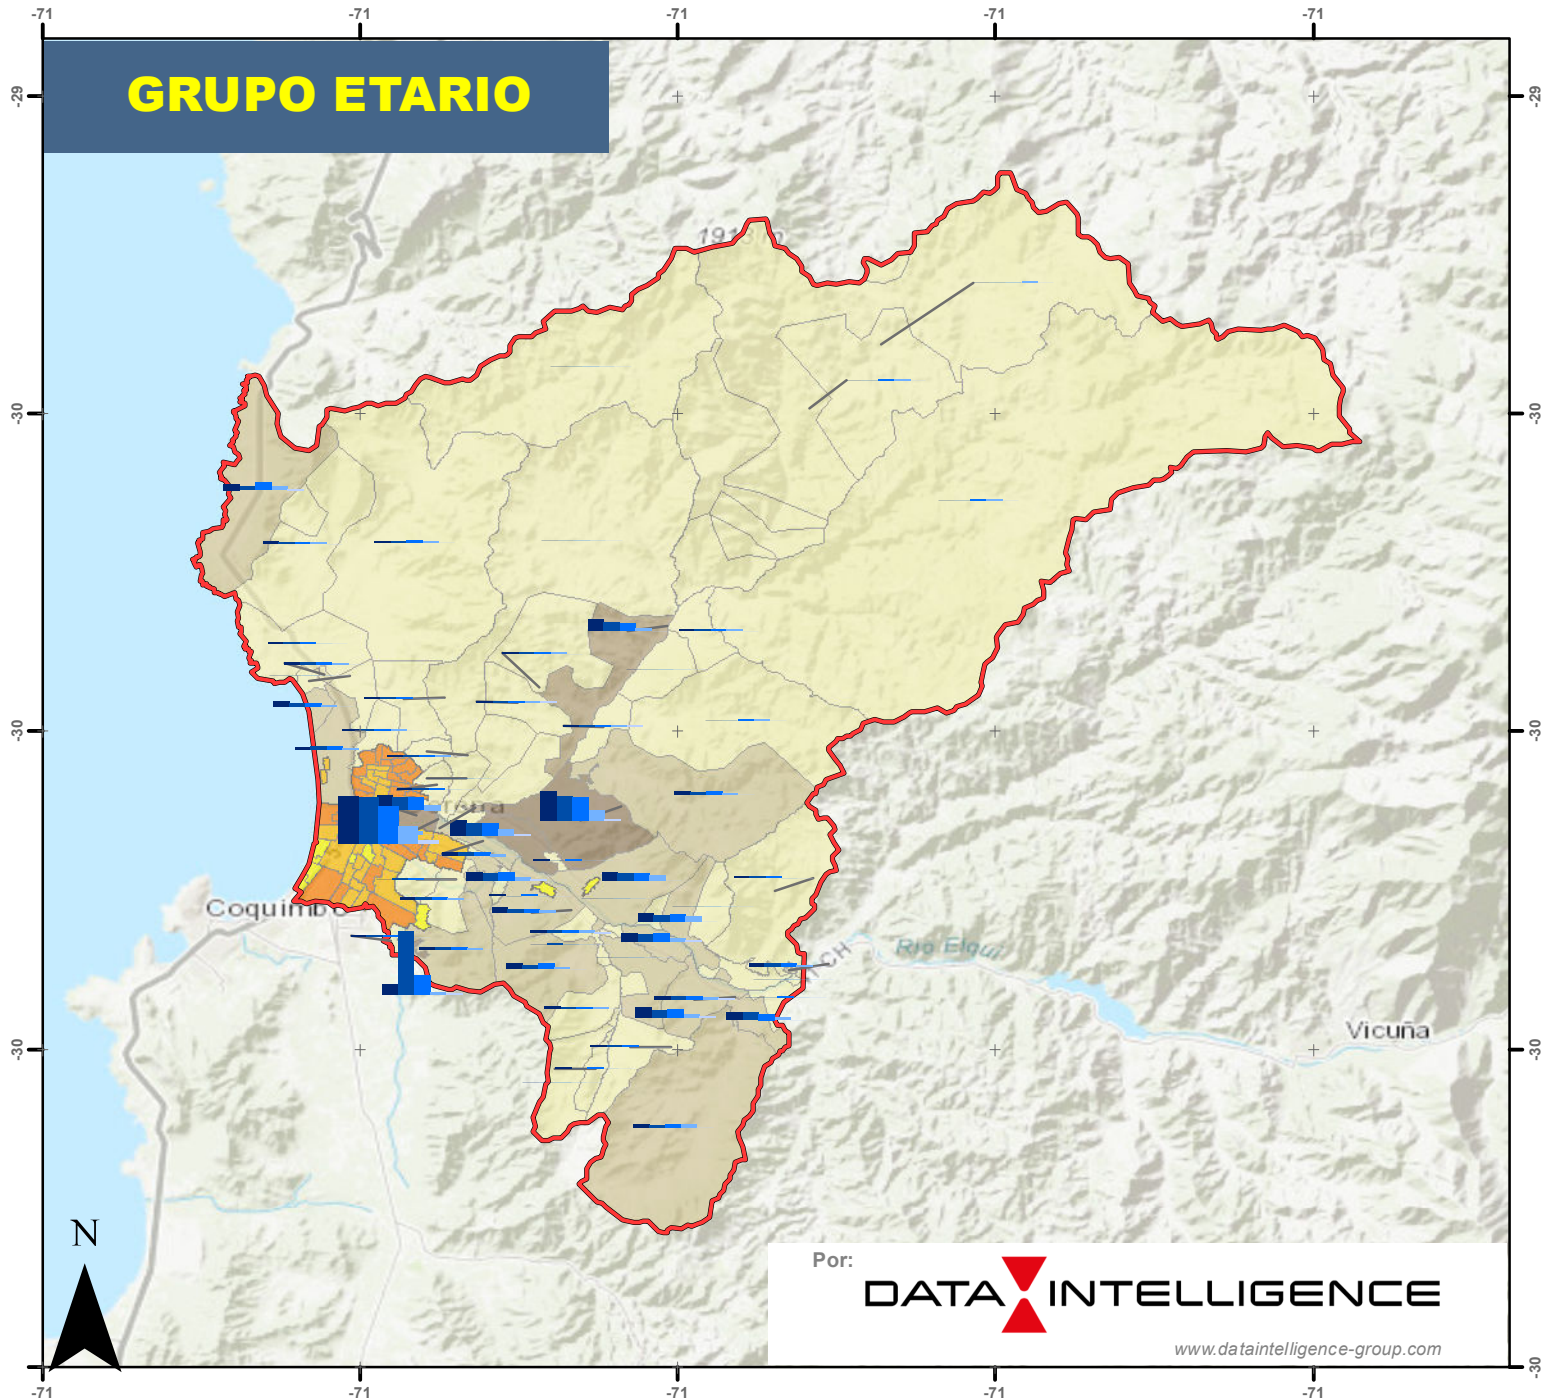 -71 -71 -71 -71 -71
GRUPO ETARIO
-29 -29
-30 -30
-30 -30
Coquimbo
Río Elqui
Vicuña
-30 -30
N
Por:
DATA INTELLIGENCE
www.dataintelligence-group.com
-30
-71 -71 -71 -71 -71